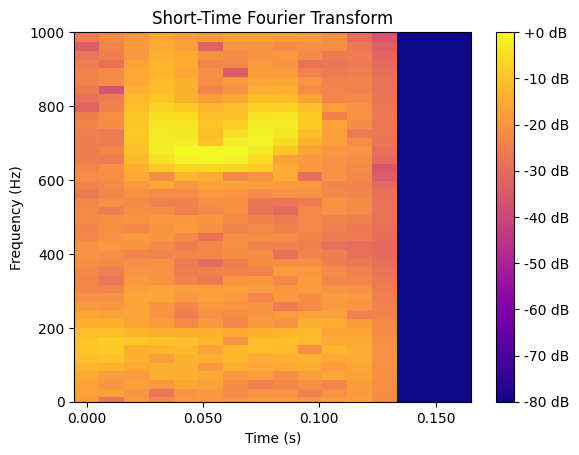 Short-Time Fourier Transform
1000
800
600
400
200
0
Frequency (Hz)
0.000
0.050
0.100
0.150
Time (s)
+0 dB
-10 dB
-20 dB
-30 dB
-40 dB
-50 dB
-60 dB
-70 dB
-80 dB